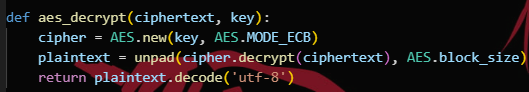 def aes_decrypt(ciphertext, key):
    cipher = AES.new(key, AES.MODE_ECB)
    plaintext = unpad(cipher.decrypt(ciphertext), AES.block_size)
    return plaintext.decode('utf-8')